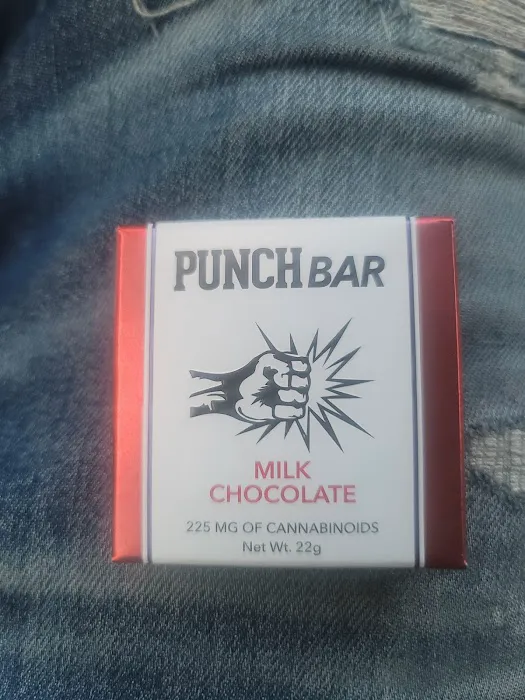 PUNCH BAR
MILK
CHOCOLATE
225 MG OF CANNABINOIDS
Net Wt. 22g